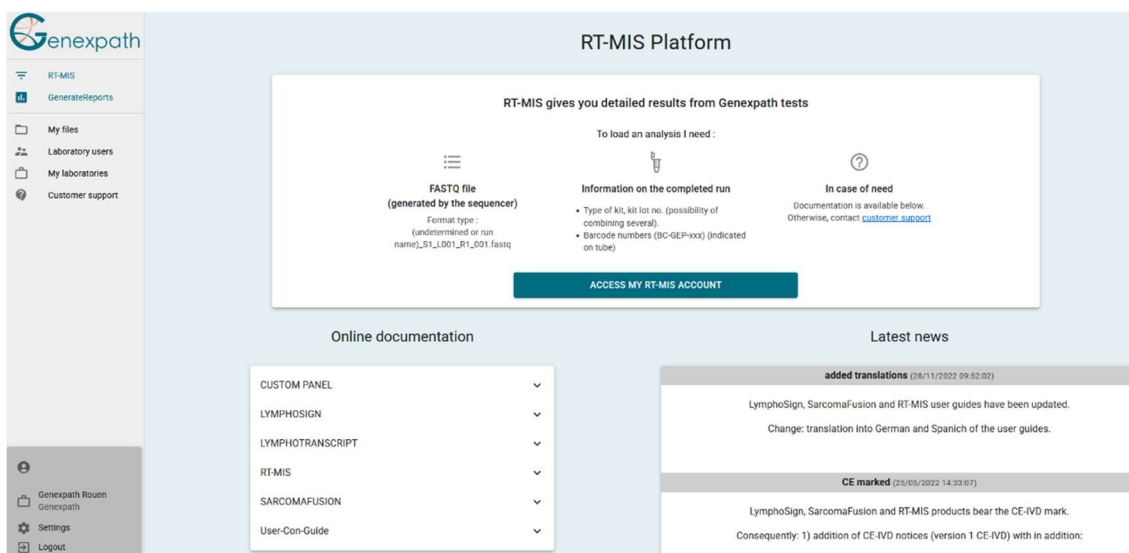 Genexpath
RT-MIS
GenerateReports
My files
Laboratory users
My laboratories
Customer support
Genexpath Rouen
Genexpath
Settings
Logout
RT-MIS Platform
RT-MIS gives you detailed results from Genexpath tests
To load an analysis I need :
FASTQ file
(generated by the sequencer)
Format type :
(undetermined or run
name)_S1_L001_R1_001.fastq
Information on the completed run
• Type of kit, kit lot no. (possibility of
combining several).
• Barcode numbers (BC-GEP-xxx) (indicated
on tube)
In case of need
Documentation is available below.
Otherwise, contact customer support
ACCESS MY RT-MIS ACCOUNT
Online documentation
CUSTOM PANEL
LYMPHOSIGN
LYMPHOTRANSCRIPT
RT-MIS
SARCOMAFUSION
User-Con-Guide
Latest news
added translations (28/11/2022 09:52:02)
LymphoSign, SarcomaFusion and RT-MIS user guides have been updated.
Change: translation into German and Spanich of the user guides.
CE marked (25/05/2022 14:33:07)
LymphoSign, SarcomaFusion and RT-MIS products bear the CE-IVD mark.
Consequently: 1) addition of CE-IVD notices (version 1 CE-IVD) with in addition: